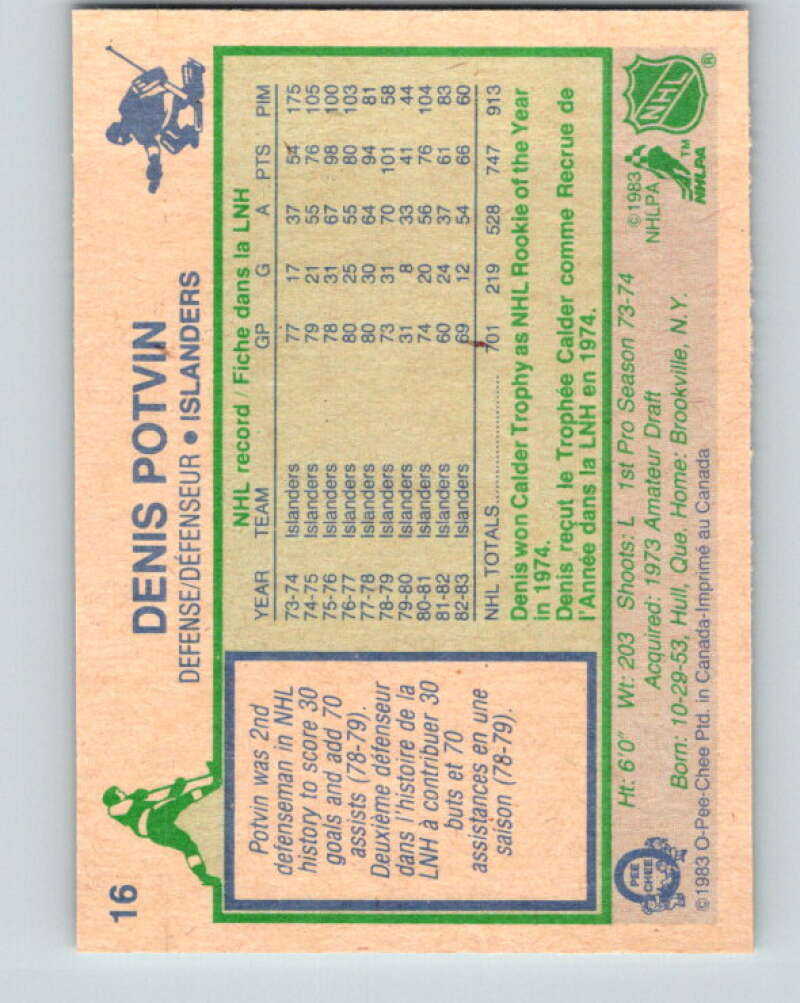 16
DENIS POTVIN
DEFENSE/DÉFENSEUR • ISLANDERS
Potvin was 2nd
defenseman in NHL
history to score 30
goals and add 70
assists (78-79).
Deuxième défenseur
dans l'histoire de la
LNH à contribuer 30
buts et 70
assistances en une
saison (78-79).
NHL record / Fiche dans la LNH
YEAR TEAM GP G A PTS PIM
73-74 Islanders 77 17 37 54 175
74-75 Islanders 79 21 55 76 105
75-76 Islanders 78 31 67 98 100
76-77 Islanders 80 25 55 80 103
77-78 Islanders 80 30 64 94 81
78-79 Islanders 73 31 70 101 58
79-80 Islanders 31 8 33 41 44
80-81 Islanders 74 20 56 76 104
81-82 Islanders 60 24 37 61 83
82-83 Islanders 69 12 54 66 60
NHL TOTALS.................... 701 219 528 747 913
Denis won Calder Trophy as NHL Rookie of the Year
in 1974.
Denis reçut le Trophée Calder comme Recrue de
l'Année dans la LNH en 1974.
Ht: 6'0" Wt: 203 Shoots: L 1st Pro Season 73-74
Acquired: 1973 Amateur Draft
Born: 10-29-53, Hull, Que. Home: Brookville, N.Y.
©1983 O-Pee-Chee Ptd. in Canada-Imprimé au Canada
O
PEE
CHEE
©1983
NHLPA
NHLPA
TM
NHL
®